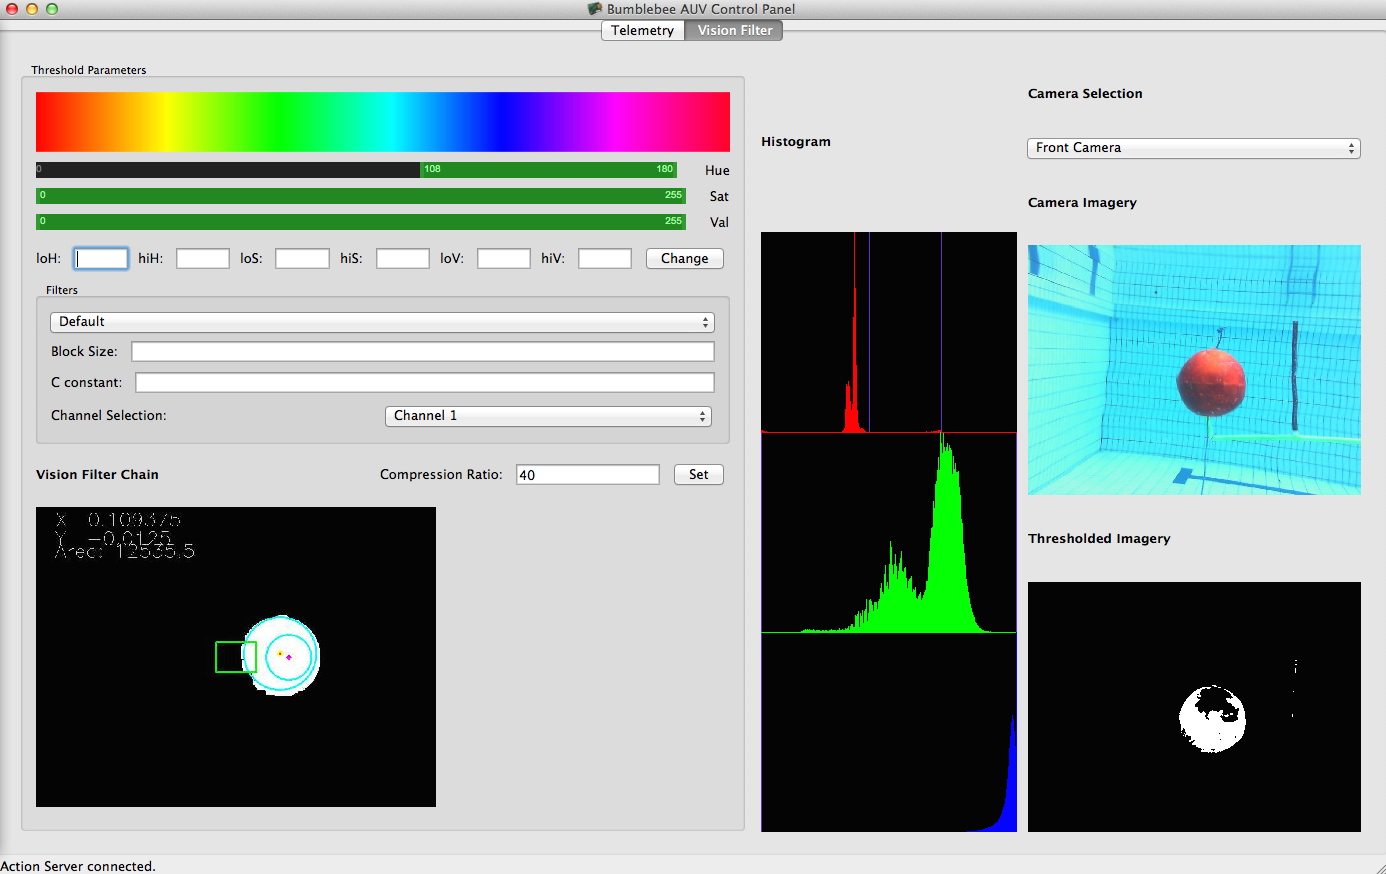 Bumblebee AUV Control Panel
Telemetry
Vision Filter
Threshold Parameters
0 108 180 Hue
0 255 Sat
0 255 Val
loH: hiH: loS: hiS: loV: hiV: Change
Filters
Default
Block Size:
C constant:
Channel Selection: Channel 1
Vision Filter Chain Compression Ratio: 40 Set
X 0.109375
Y -0.0125
Area: 12535.5
Histogram
Camera Selection
Front Camera
Camera Imagery
Thresholded Imagery
Action Server connected.